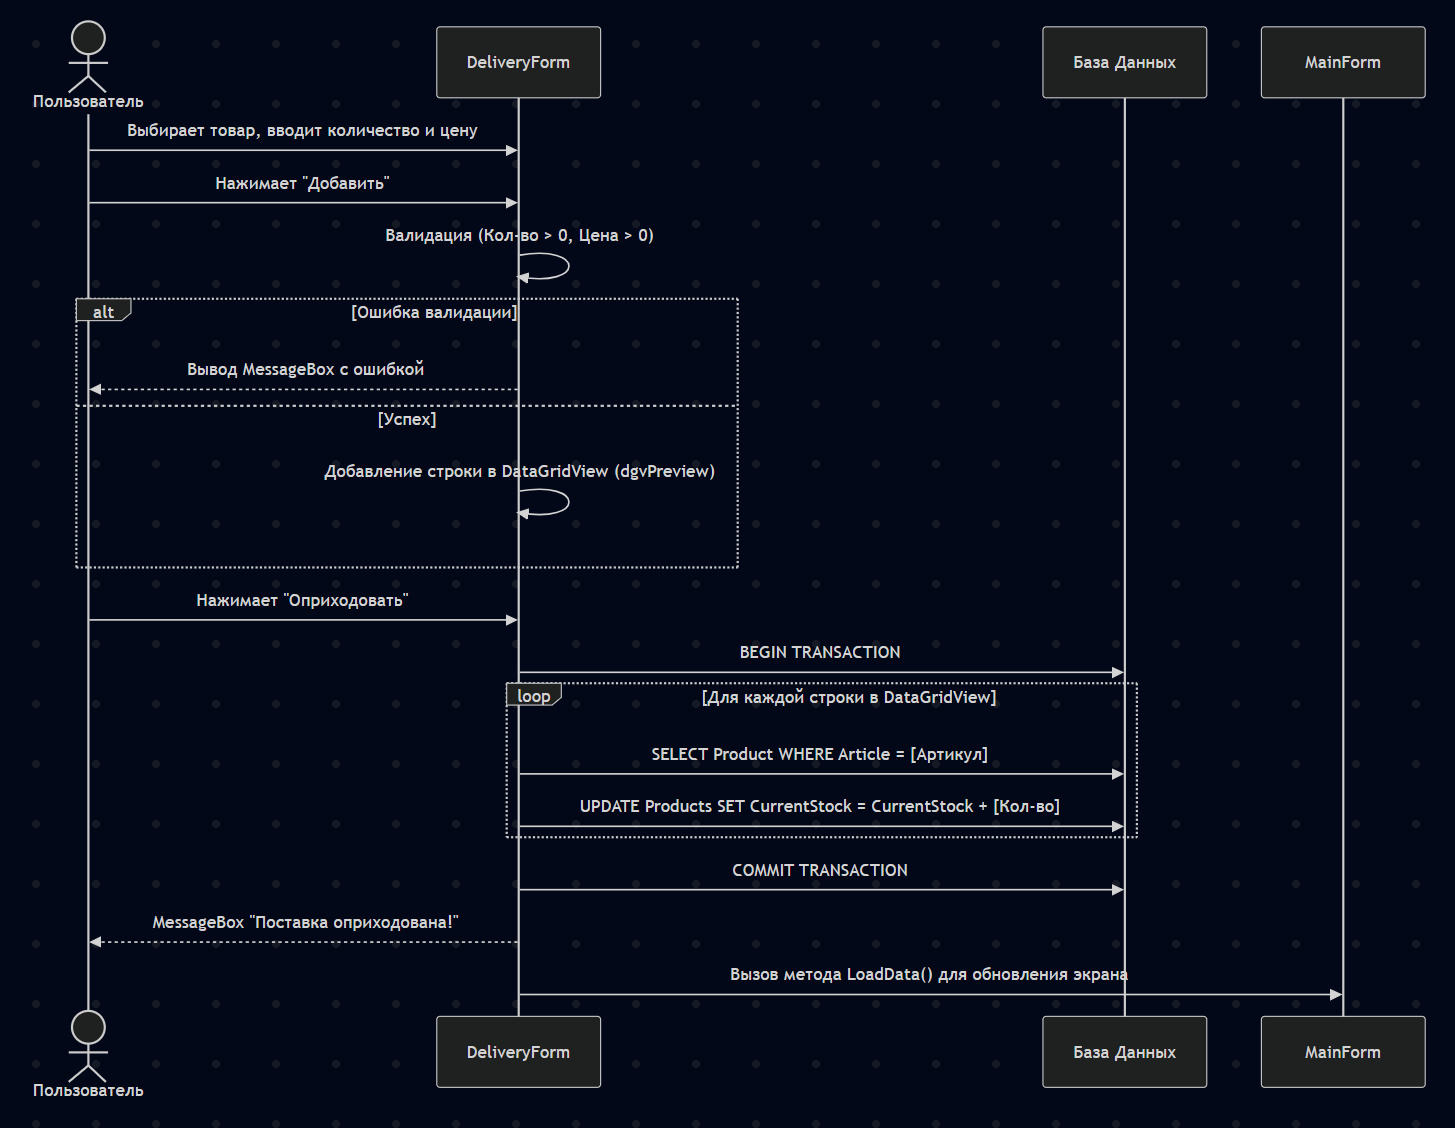 DeliveryForm
База Данных
MainForm
Пользователь
Выбирает товар, вводит количество и цену
Нажимает "Добавить"
Валидация (Кол-во > 0, Цена > 0)
alt
[Ошибка валидации]
Вывод MessageBox с ошибкой
[Успех]
Добавление строки в DataGridView (dgvPreview)
Нажимает "Оприходовать"
BEGIN TRANSACTION
loop
[Для каждой строки в DataGridView]
SELECT Product WHERE Article = [Артикул]
UPDATE Products SET CurrentStock = CurrentStock + [Кол-во]
COMMIT TRANSACTION
MessageBox "Поставка оприходована!"
Вызов метода LoadData() для обновления экрана
DeliveryForm
База Данных
MainForm
Пользователь